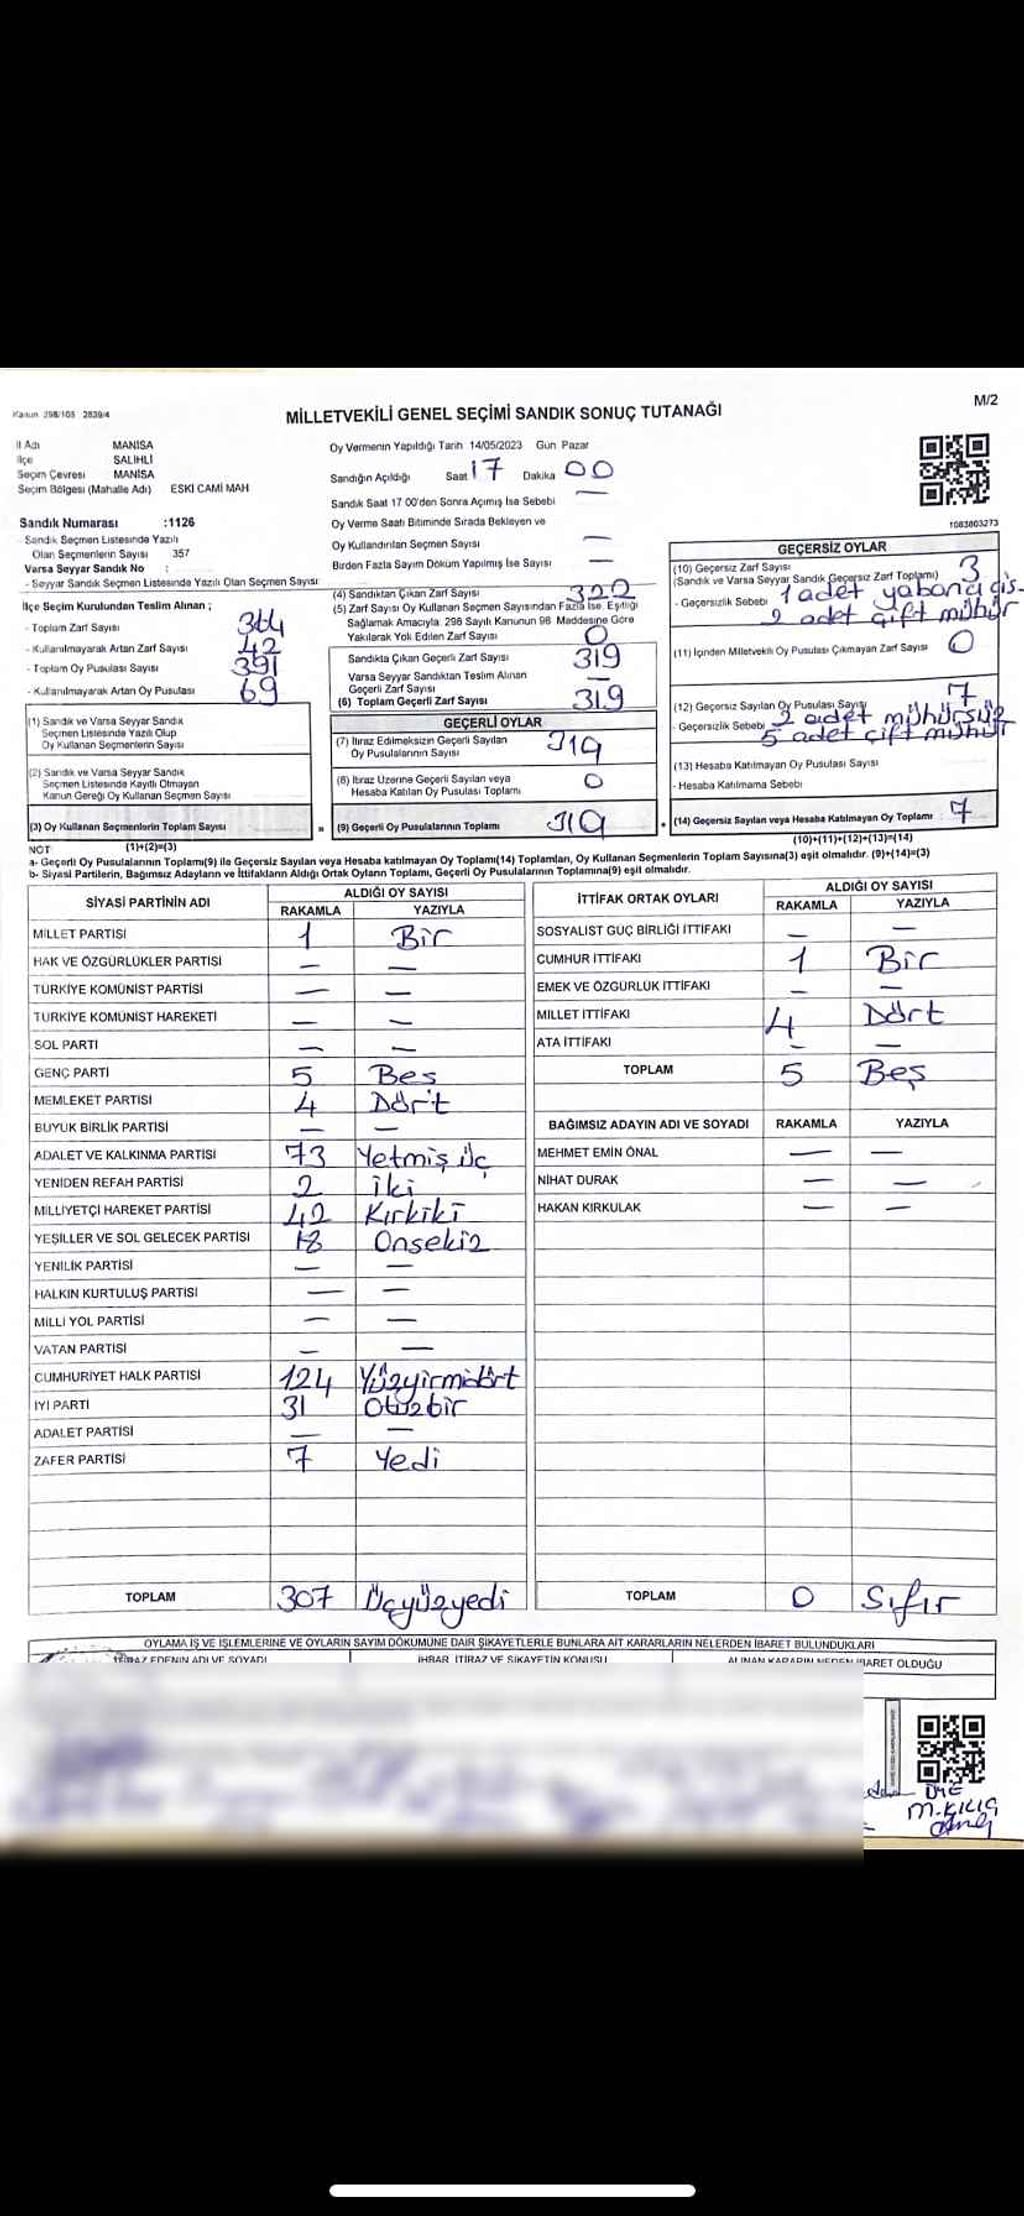 Kanun 298/105 2839/4
MİLLETVEKİLİ GENEL SEÇİMİ SANDIK SONUÇ TUTANAĞI
M/2
İl Adı MANİSA
İlçe SALİHLİ
Seçim Çevresi MANİSA
Seçim Bölgesi (Mahalle Adı) ESKİ CAMİ MAH
Sandık Numarası :1126
- Sandık Seçmen Listesinde Yazılı
Olan Seçmenlerin Sayısı 357
Varsa Seyyar Sandık No :
- Seyyar Sandık Seçmen Listesinde Yazılı Olan Seçmen Sayısı
İlçe Seçim Kurulundan Teslim Alınan ;
- Toplam Zarf Sayısı 364
- Kullanılmayarak Artan Zarf Sayısı 42
- Toplam Oy Pusulası Sayısı 391
- Kullanılmayarak Artan Oy Pusulası 69
(1) Sandık ve Varsa Seyyar Sandık
Seçmen Listesinde Yazılı Olup
Oy Kullanan Seçmenlerin Sayısı
(2) Sandık ve Varsa Seyyar Sandık
Seçmen Listesinde Kayıtlı Olmayan
Kanun Gereği Oy Kullanan Seçmen Sayısı
(3) Oy Kullanan Seçmenlerin Toplam Sayısı
Oy Vermenin Yapıldığı Tarih 14/05/2023 Gün Pazar
Sandığın Açıldığı Saat 17 Dakika 00
Sandık Saat 17 00'den Sonra Açımış İse Sebebi —
Oy Verme Saati Bitiminde Sırada Bekleyen ve
Oy Kullandırılan Seçmen Sayısı —
Birden Fazla Sayım Döküm Yapılmış İse Sayısı —
(4) Sandıktan Çıkan Zarf Sayısı 322
(5) Zarf Sayısı Oy Kullanan Seçmen Sayısından Fazla İse, Eşitliği
Sağlamak Amacıyla: 298 Sayılı Kanunun 98 Maddesine Göre
Yakılarak Yok Edilen Zarf Sayısı 0
Sandıkta Çıkan Geçerli Zarf Sayısı 319
Varsa Seyyar Sandıktan Teslim Alınan
Geçerli Zarf Sayısı —
(6) Toplam Geçerli Zarf Sayısı 319
GEÇERLİ OYLAR
(7) İtiraz Edilmeksizin Geçerli Sayılan
Oy Pusulalarının Sayısı 319
(8) İtiraz Üzerine Geçerli Sayılan veya
Hesaba Katılan Oy Pusulası Toplamı 0
= (9) Geçerli Oy Pusulalarının Toplamı 319
1083803273
GEÇERSİZ OYLAR
(10) Geçersiz Zarf Sayısı 3
(Sandık ve Varsa Seyyar Sandık Geçersiz Zarf Toplamı)
- Geçersizlik Sebebi 1 adet yabancı cis-
2 adet çift mühür
(11) İçinden Milletvekili Oy Pusulası Çıkmayan Zarf Sayısı 0
(12) Geçersiz Sayılan Oy Pusulası Sayısı 7
- Geçersizlik Sebebi 2 adet mühürsüz
5 adet çift mühür
(13) Hesaba Katılmayan Oy Pusulası Sayısı
- Hesaba Katılmama Sebebi
+ (14) Geçersiz Sayılan veya Hesaba Katılmayan Oy Toplamı : 7
NOT (1)+(2)=(3) (10)+(11)+(12)+(13)=(14)
a- Geçerli Oy Pusulalarının Toplamı(9) ile Geçersiz Sayılan veya Hesaba katılmayan Oy Toplamı(14) Toplamları, Oy Kullanan Seçmenlerin Toplam Sayısına(3) eşit olmalıdır. (9)+(14)=(3)
b- Siyasi Partilerin, Bağımsız Adayların ve İttifakların Aldığı Ortak Oyların Toplamı, Geçerli Oy Pusulalarının Toplamına(9) eşit olmalıdır.
SİYASİ PARTİNİN ADI ALDIĞI OY SAYISI
RAKAMLA YAZIYLA
MİLLET PARTİSİ 1 Bir
HAK VE ÖZGÜRLÜKLER PARTİSİ — —
TÜRKİYE KOMÜNİST PARTİSİ — —
TÜRKİYE KOMÜNİST HAREKETİ — —
SOL PARTİ — —
GENÇ PARTİ 5 Beş
MEMLEKET PARTİSİ 4 Dört
BÜYÜK BİRLİK PARTİSİ — —
ADALET VE KALKINMA PARTİSİ 73 Yetmiş üç
YENİDEN REFAH PARTİSİ 2 iki
MİLLİYETÇİ HAREKET PARTİSİ 42 Kırkiki
YEŞİLLER VE SOL GELECEK PARTİSİ 18 Onsekiz
YENİLİK PARTİSİ — —
HALKIN KURTULUŞ PARTİSİ — —
MİLLİ YOL PARTİSİ — —
VATAN PARTİSİ — —
CUMHURİYET HALK PARTİSİ 124 Yüzyirmidört
İYİ PARTİ 31 Otuzbir
ADALET PARTİSİ — —
ZAFER PARTİSİ 7 Yedi
TOPLAM 307 Üçyüzyedi
İTTİFAK ORTAK OYLARI ALDIĞI OY SAYISI
RAKAMLA YAZIYLA
SOSYALİST GÜÇ BİRLİĞİ İTTİFAKI — —
CUMHUR İTTİFAKI 1 Bir
EMEK VE ÖZGÜRLÜK İTTİFAKI — —
MİLLET İTTİFAKI 4 Dört
ATA İTTİFAKI — —
TOPLAM 5 Beş
BAĞIMSIZ ADAYIN ADI VE SOYADI RAKAMLA YAZIYLA
MEHMET EMİN ÖNAL — —
NİHAT DURAK — —
HAKAN KIRKULAK — —
TOPLAM 0 Sıfır
OYLAMA İŞ VE İŞLEMLERİNE VE OYLARIN SAYIM DÖKÜMÜNE DAİR ŞİKAYETLERLE BUNLARA AİT KARARLARIN NELERDEN İBARET BULUNDUKLARI
İTİRAZ EDENİN ADI VE SOYADI İHBAR, İTİRAZ VE ŞİKAYETİN KONUSU ALINAN KARARIN NEDEN İBARET OLDUĞU
ÜYE
M. KILIÇ